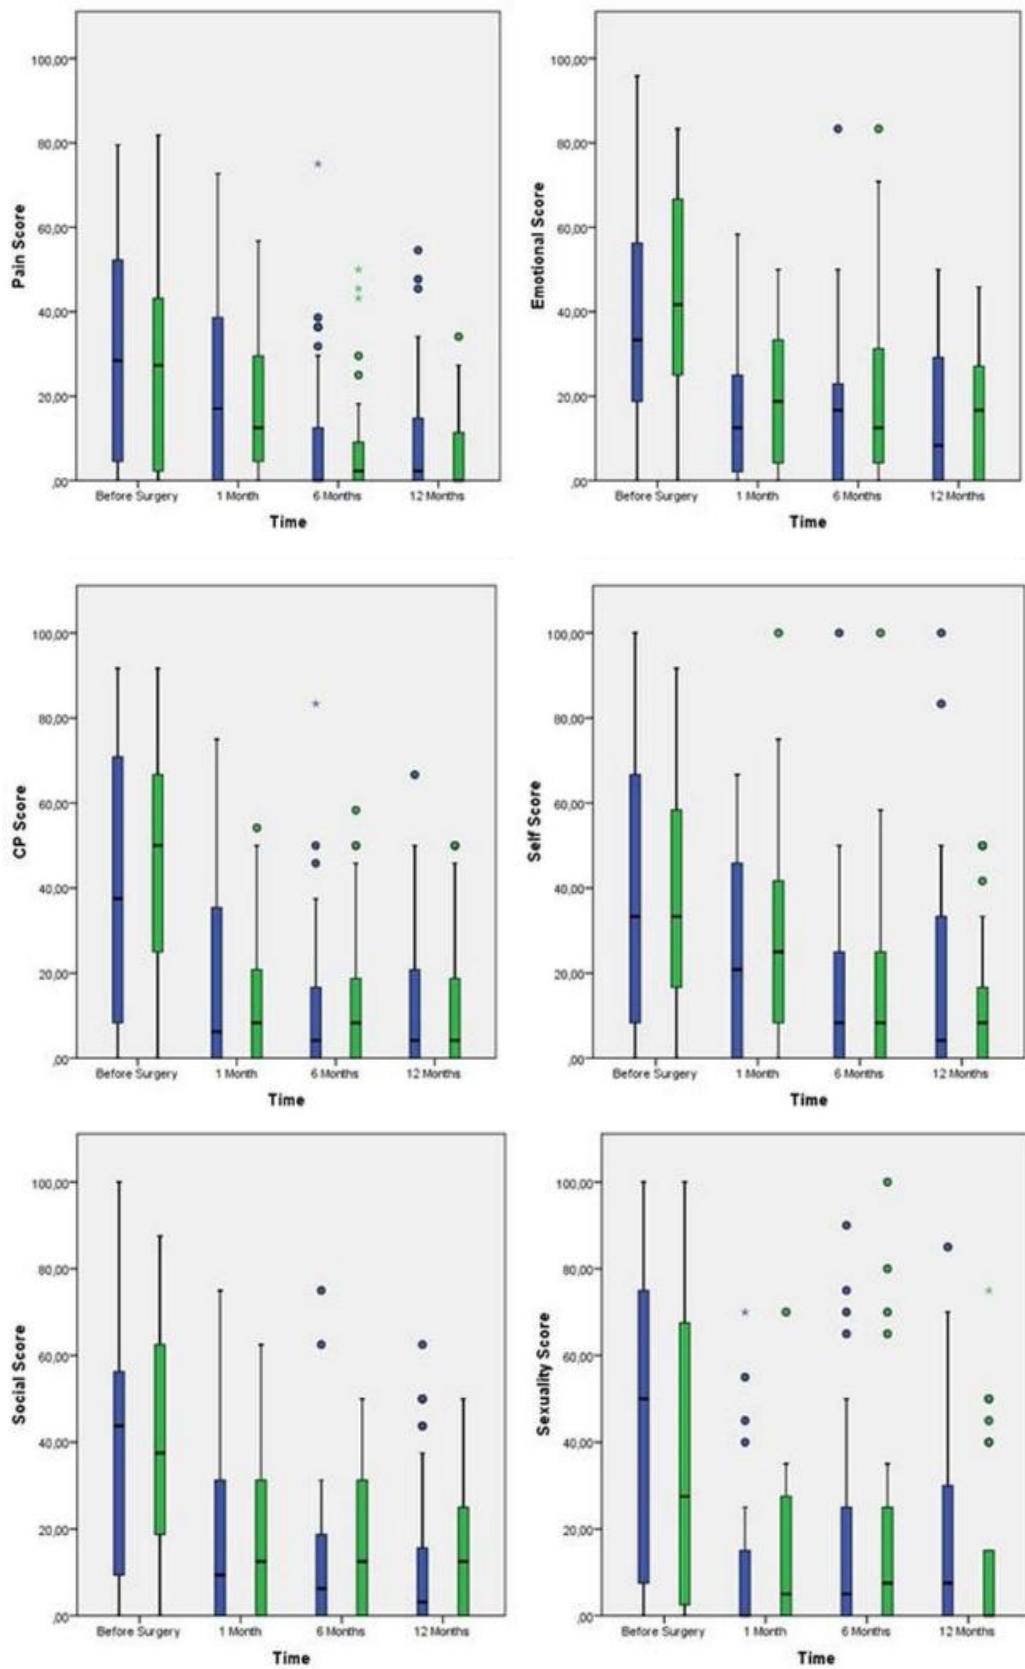 100,00
80,00
60,00
40,00
20,00
,00
Pain Score
Before Surgery 1 Month 6 Months 12 Months
Time
100,00
80,00
60,00
40,00
20,00
,00
Emotional Score
Before Surgery 1 Month 6 Months 12 Months
Time
100,00
80,00
60,00
40,00
20,00
,00
CP Score
Before Surgery 1 Month 6 Months 12 Months
Time
100,00
80,00
60,00
40,00
20,00
,00
Self Score
Before Surgery 1 Month 6 Months 12 Months
Time
100,00
80,00
60,00
40,00
20,00
,00
Social Score
Before Surgery 1 Month 6 Months 12 Months
Time
100,00
80,00
60,00
40,00
20,00
,00
Sexuality Score
Before Surgery 1 Month 6 Months 12 Months
Time